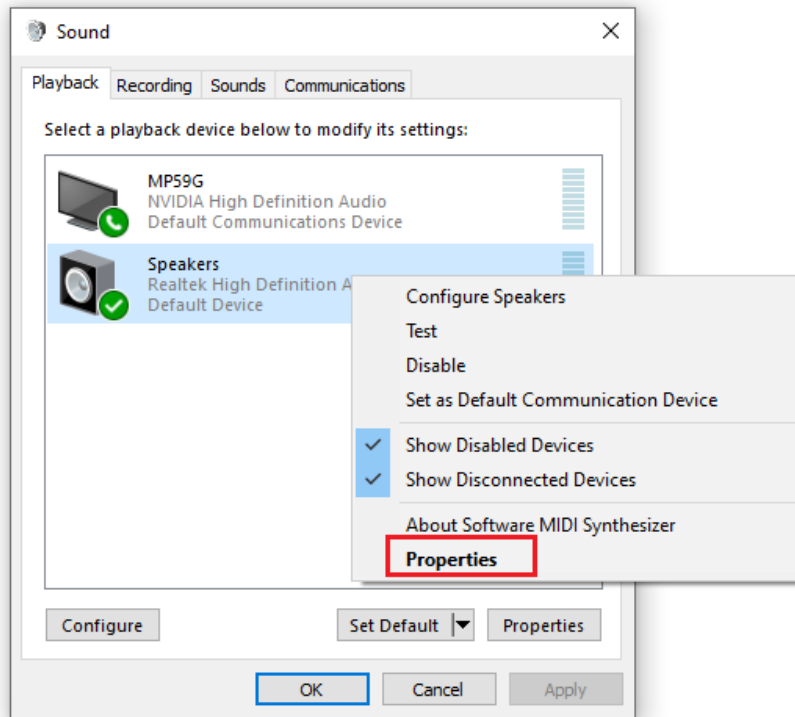 Sound
Playback Recording Sounds Communications
Select a playback device below to modify its settings:
MP59G
NVIDIA High Definition Audio
Default Communications Device
Speakers
Realtek High Definition A
Default Device
Configure Speakers
Test
Disable
Set as Default Communication Device
Show Disabled Devices
Show Disconnected Devices
About Software MIDI Synthesizer
Properties
Configure Set Default Properties
OK Cancel Apply